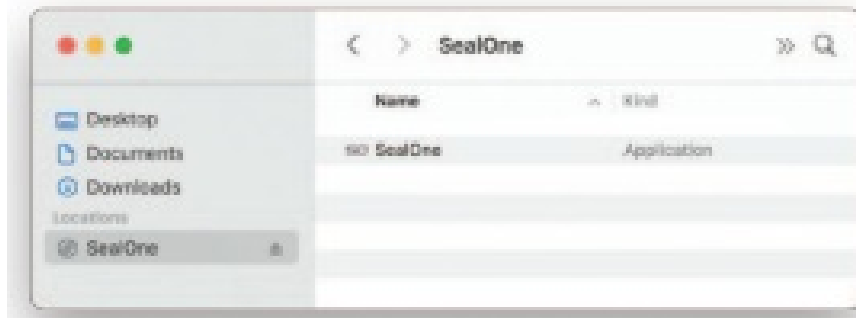 SealOne
Name Kind
Desktop
Documents
SealOne Application
Downloads
Locations
SealOne